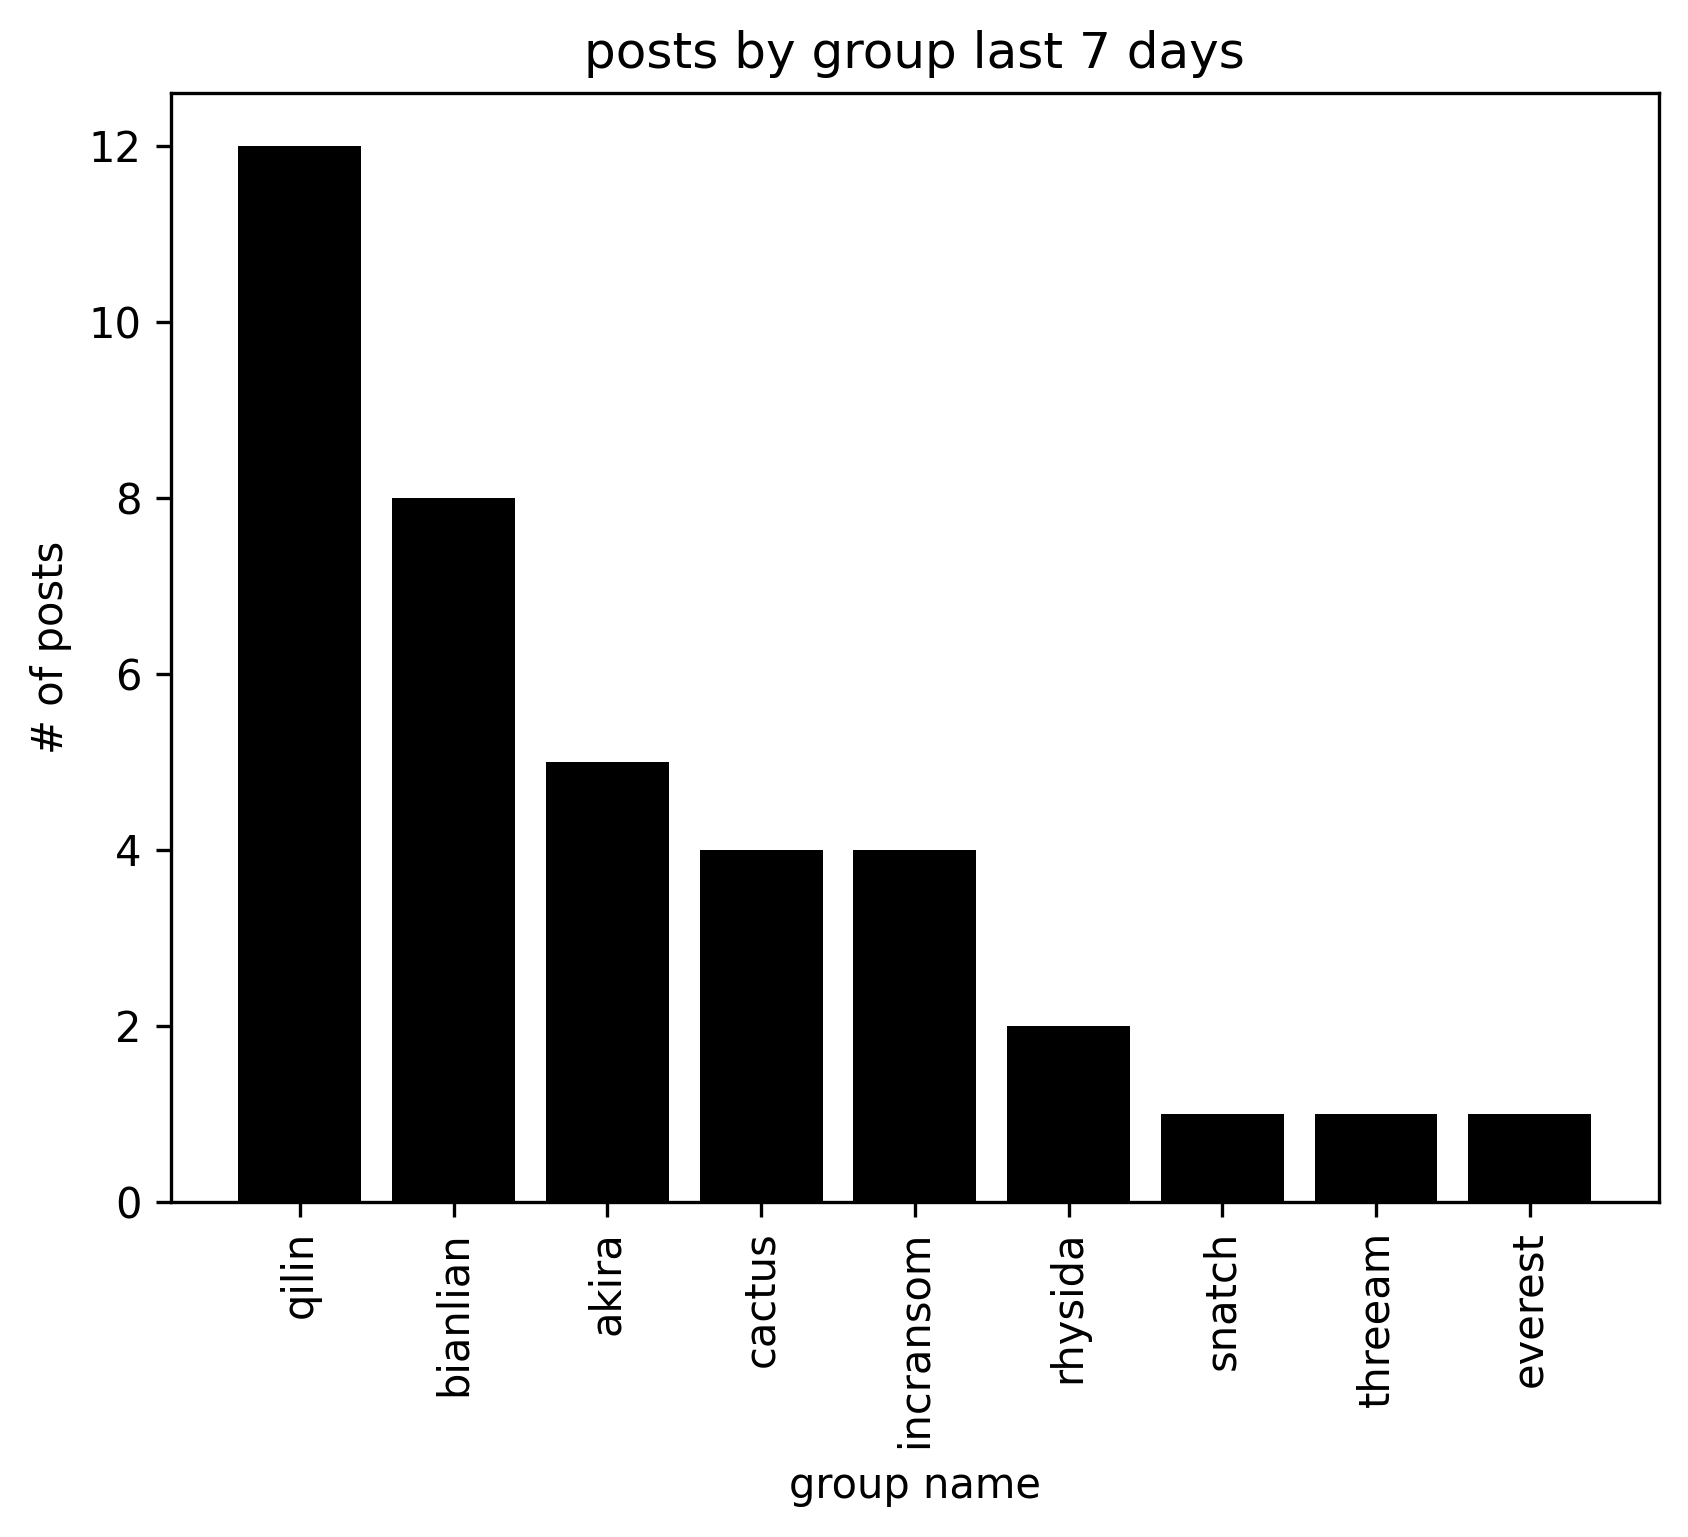 posts by group last 7 days
12
10
8
6
4
2
0
# of posts
qilin
bianlian
akira
cactus
incransom
rhysida
snatch
threeam
everest
group name